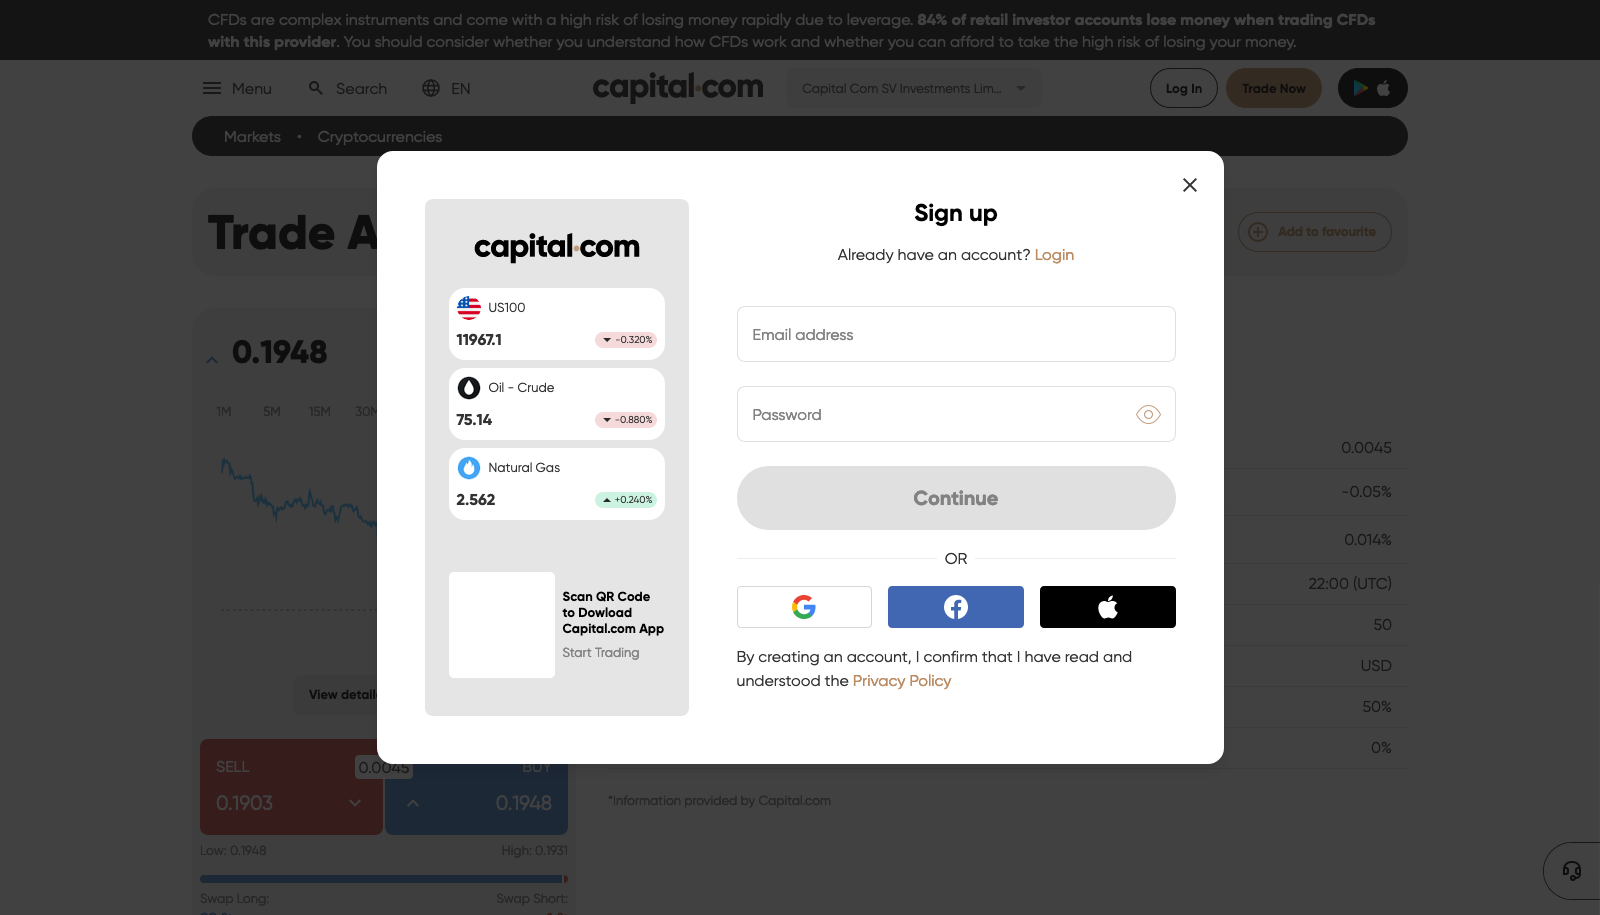 CFDs are complex instruments and come with a high risk of losing money rapidly due to leverage. 84% of retail investor accounts lose money when trading CFDs
with this provider. You should consider whether you understand how CFDs work and whether you can afford to take the high risk of losing your money.
Menu
Search
EN
capital.com
Capital Com SV Investments Lim...
Log In
Trade Now
Markets • Cryptocurrencies
Trade A
Add to favourite
0.1948
1M 5M 15M 30M
View details
SELL
0.1903
0.0045
BUY
0.1948
Low: 0.1948
High: 0.1931
Swap Long:
Swap Short:
0.0045
-0.05%
0.014%
22:00 (UTC)
50
USD
50%
0%
*Information provided by Capital.com
capital.com
US100
11967.1
-0.320%
Oil - Crude
75.14
-0.880%
Natural Gas
2.562
+0.240%
Scan QR Code
to Dowload
Capital.com App
Start Trading
Sign up
Already have an account? Login
Email address
Password
Continue
OR
By creating an account, I confirm that I have read and
understood the Privacy Policy